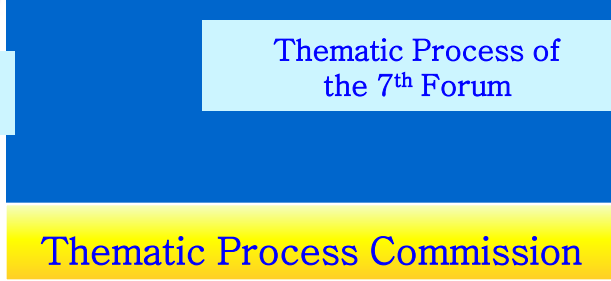 Thematic Process of
the 7th Forum
Thematic Process Commission